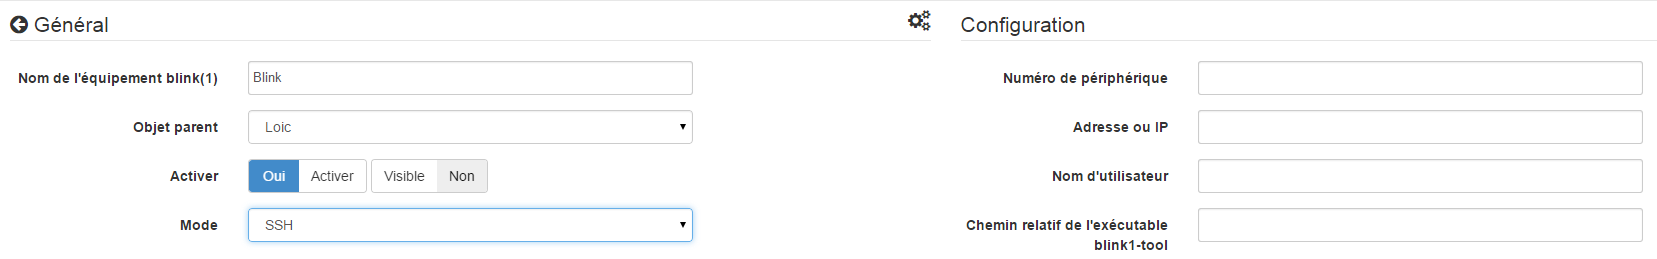 Général
Nom de l'équipement blink(1)
Blink
Objet parent
Loic
Activer
Oui
Activer
Visible
Non
Mode
SSH
Configuration
Numéro de périphérique
Adresse ou IP
Nom d'utilisateur
Chemin relatif de l'exécutable
blink1-tool